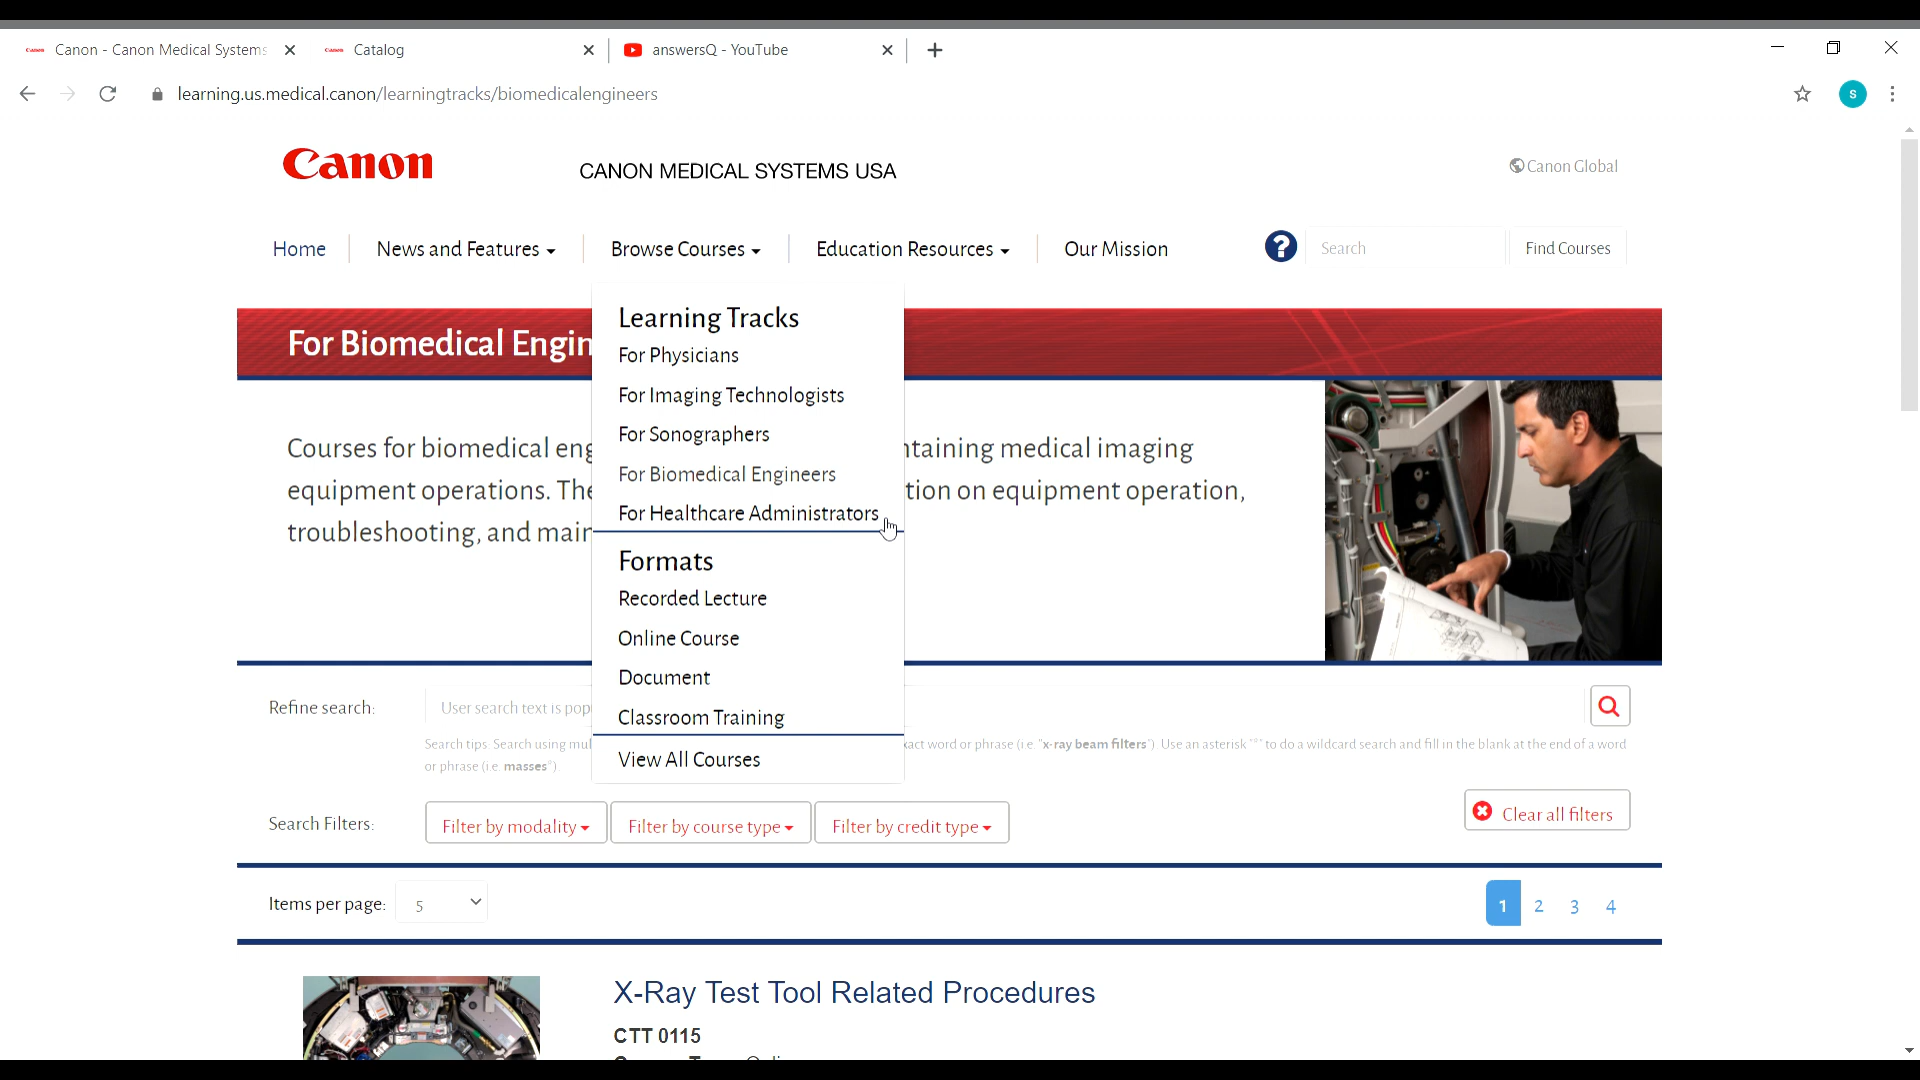 Canon - Canon Medical Systems
Catalog
answersQ - YouTube
learning.us.medical.canon/learningtracks/biomedicalengineers
S
Canon
CANON MEDICAL SYSTEMS USA
Canon Global
Home
News and Features
Browse Courses
Education Resources
Our Mission
?
Search
Find Courses
For Biomedical Engin
Learning Tracks
For Physicians
For Imaging Technologists
For Sonographers
For Biomedical Engineers
For Healthcare Administrators
Formats
Recorded Lecture
Online Course
Document
Classroom Training
View All Courses
Courses for biomedical eng ntaining medical imaging
equipment operations. The tion on equipment operation,
troubleshooting, and main
Refine search:
User search text is pop
Search tips: Search using mul xact word or phrase (i.e. "x-ray beam filters") Use an asterisk "*" to do a wildcard search and fill in the blank at the end of a word
or phrase (i.e. masses*)
Search Filters:
Filter by modality
Filter by course type
Filter by credit type
Clear all filters
Items per page:
5
1 2 3 4
X-Ray Test Tool Related Procedures
CTT 0115